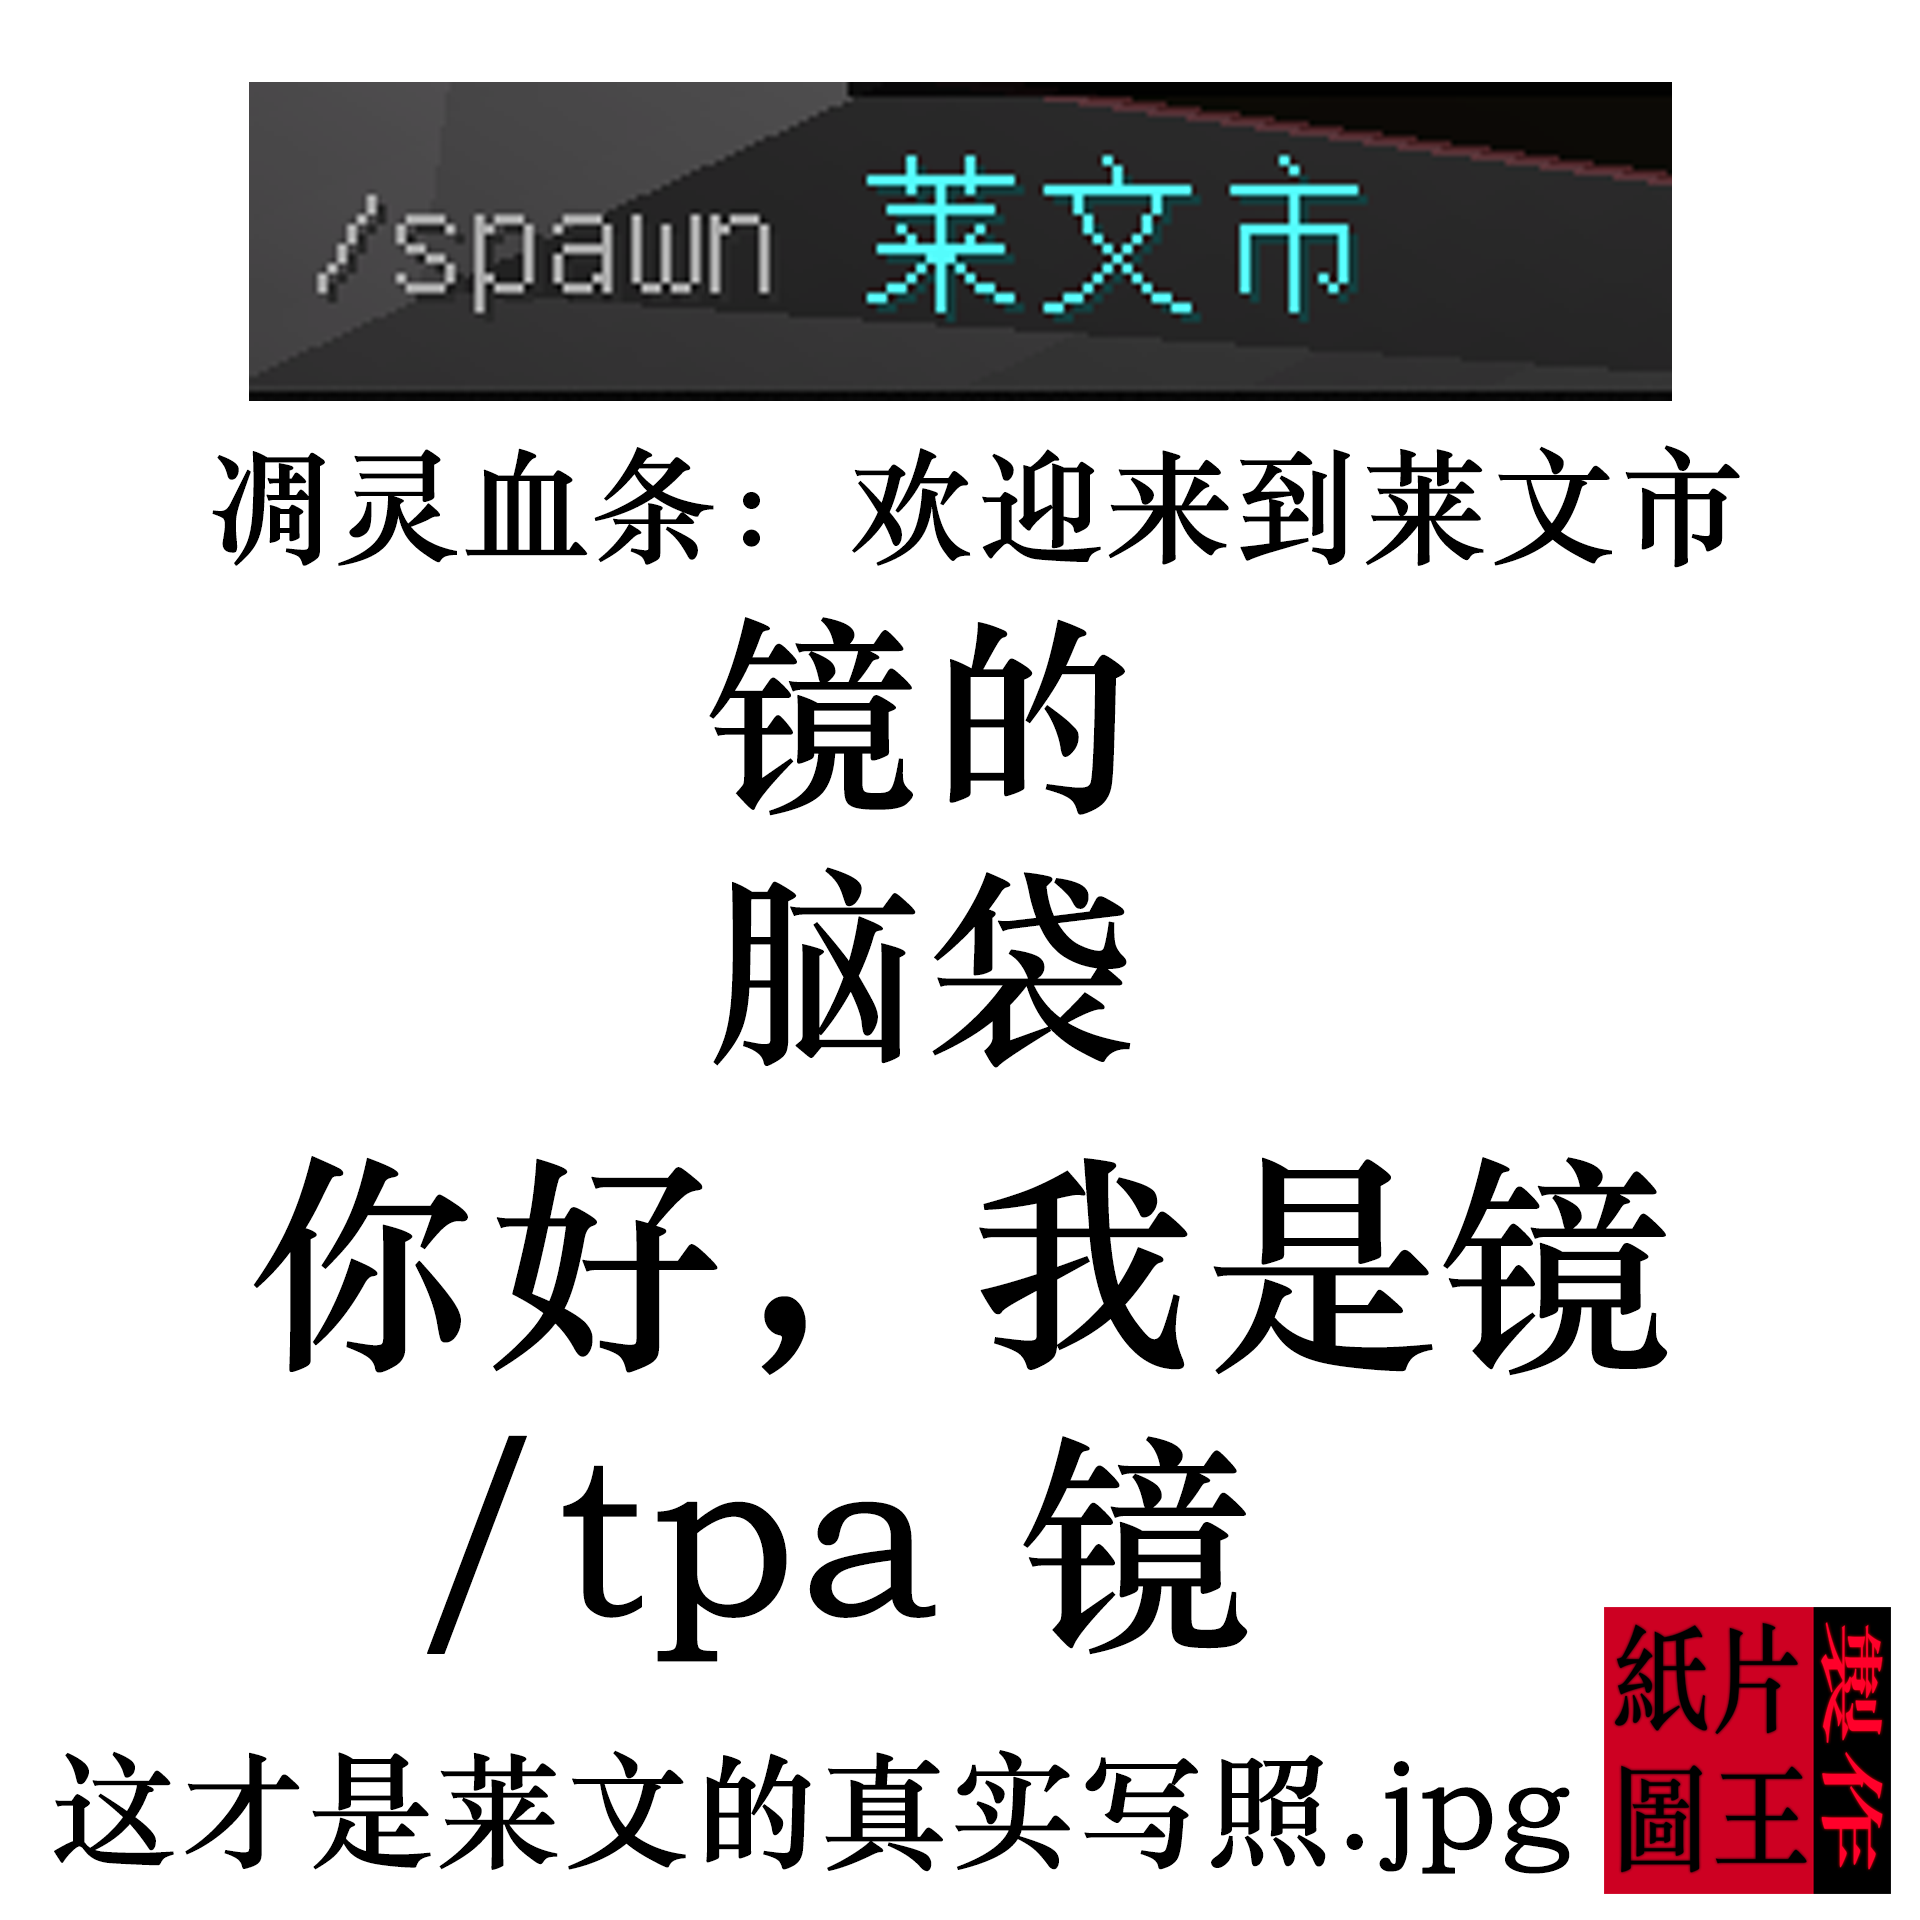 /spawn 莱文市
凋灵血条：欢迎来到莱文市
镜的
脑袋
你好，我是镜
/tpa 镜
这才是莱文的真实写照.jpg
紙片
圖王
製作